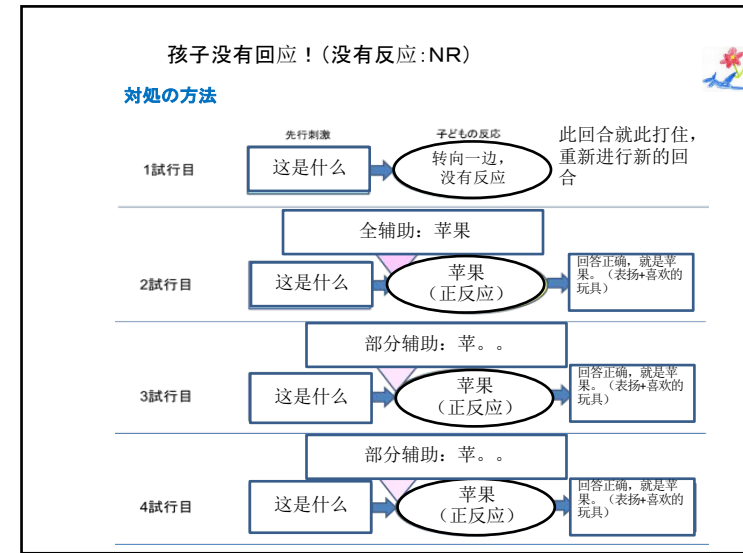 孩子没有回应！（没有反应：NR）
対処の方法
先行刺激
子どもの反応
此回合就此打住，
重新进行新的回
合
1試行目
这是什么
转向一边，
没有反应
全辅助：苹果
2試行目
这是什么
苹果
（正反应）
回答正确，就是苹
果。（表扬+喜欢的
玩具）
部分辅助：苹。。
3試行目
这是什么
苹果
（正反应）
回答正确，就是苹
果。（表扬+喜欢的
玩具）
部分辅助：苹。。
4試行目
这是什么
苹果
（正反应）
回答正确，就是苹
果。（表扬+喜欢的
玩具）